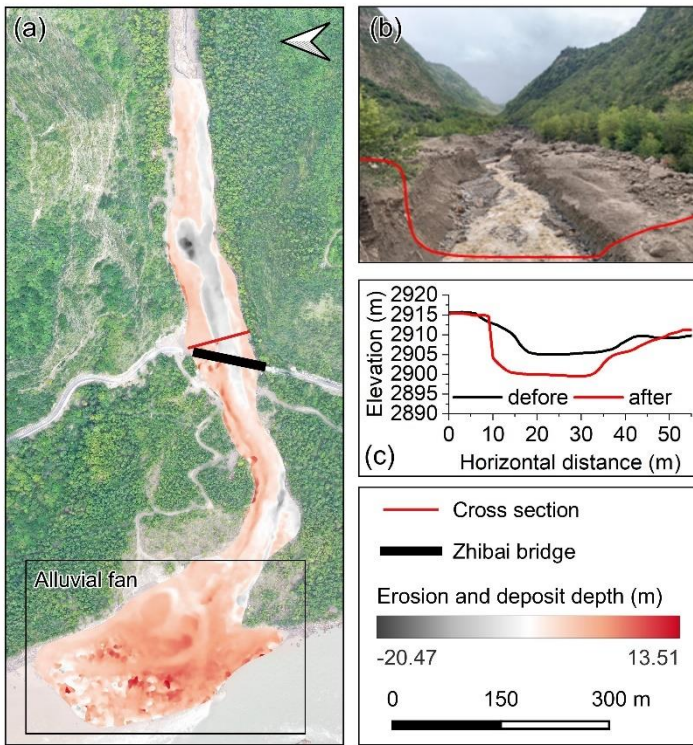 (a)
Alluvial fan
(b)
2915
2910
2905
2900
2895
2890
Elevation (m)
defore after
0 10 20 30 40 50
(c) Horizontal distance (m)
Cross section
Zhibai bridge
Erosion and deposit depth (m)
-20.47 13.51
0 150 300 m